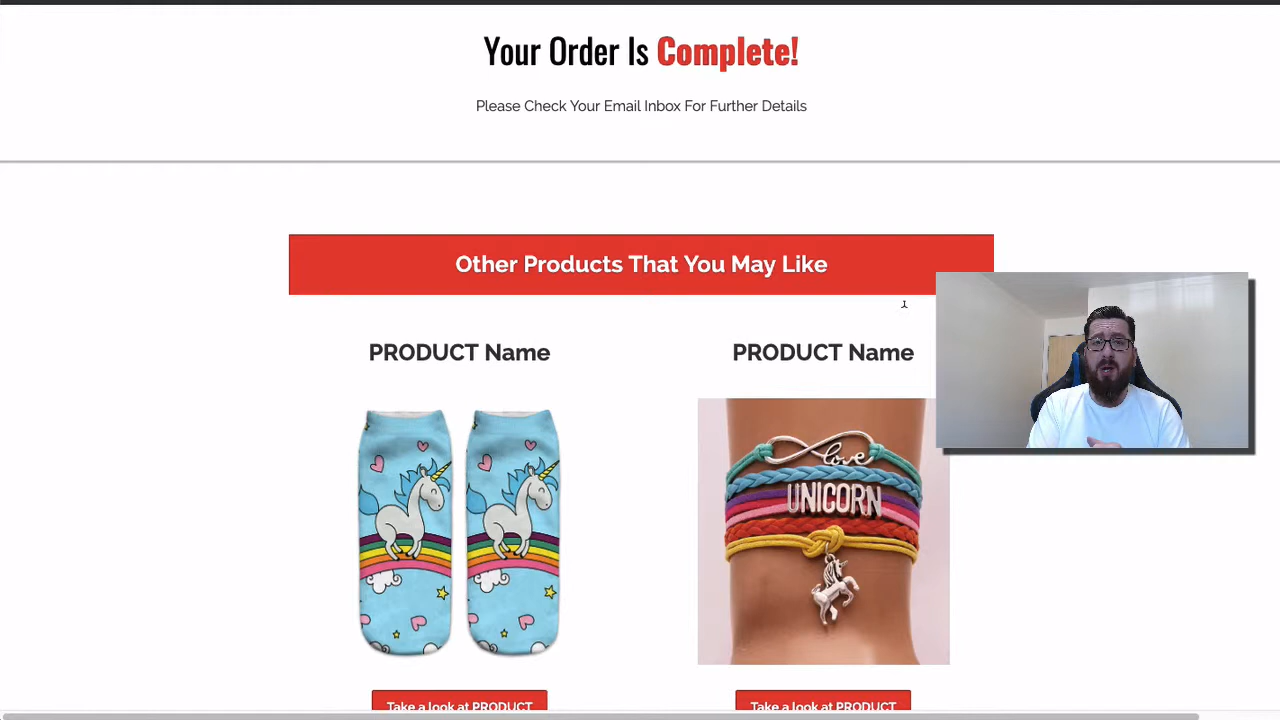 Your Order Is Complete!
Please Check Your Email Inbox For Further Details
Other Products That You May Like
PRODUCT Name
PRODUCT Name
love
UNICORN
Take a look at PRODUCT
Take a look at PRODUCT